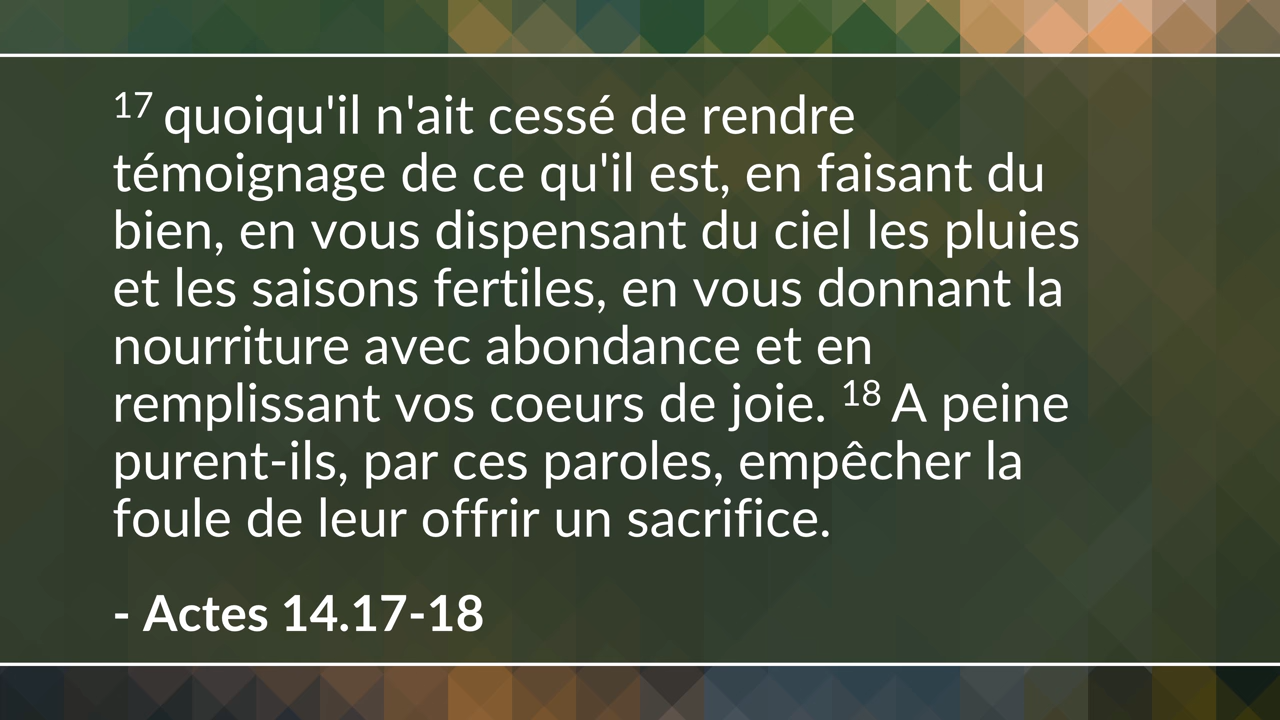 17 quoiqu'il n'ait cessé de rendre
témoignage de ce qu'il est, en faisant du
bien, en vous dispensant du ciel les pluies
et les saisons fertiles, en vous donnant la
nourriture avec abondance et en
remplissant vos coeurs de joie. 18 A peine
purent-ils, par ces paroles, empêcher la
foule de leur offrir un sacrifice.
- Actes 14.17-18